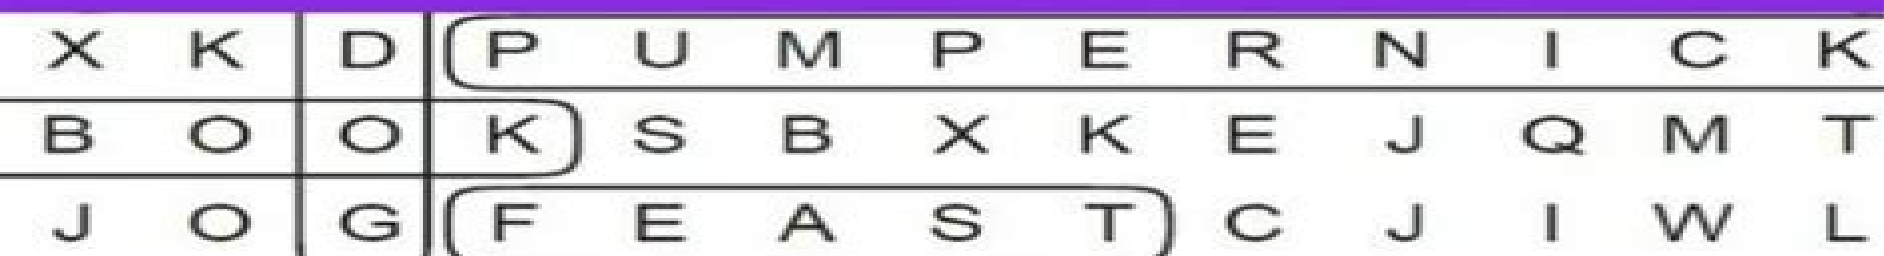 X K D P U M P E R N I C K
B O O K S B X K E J Q M T
J O G F E A S T C J I W L